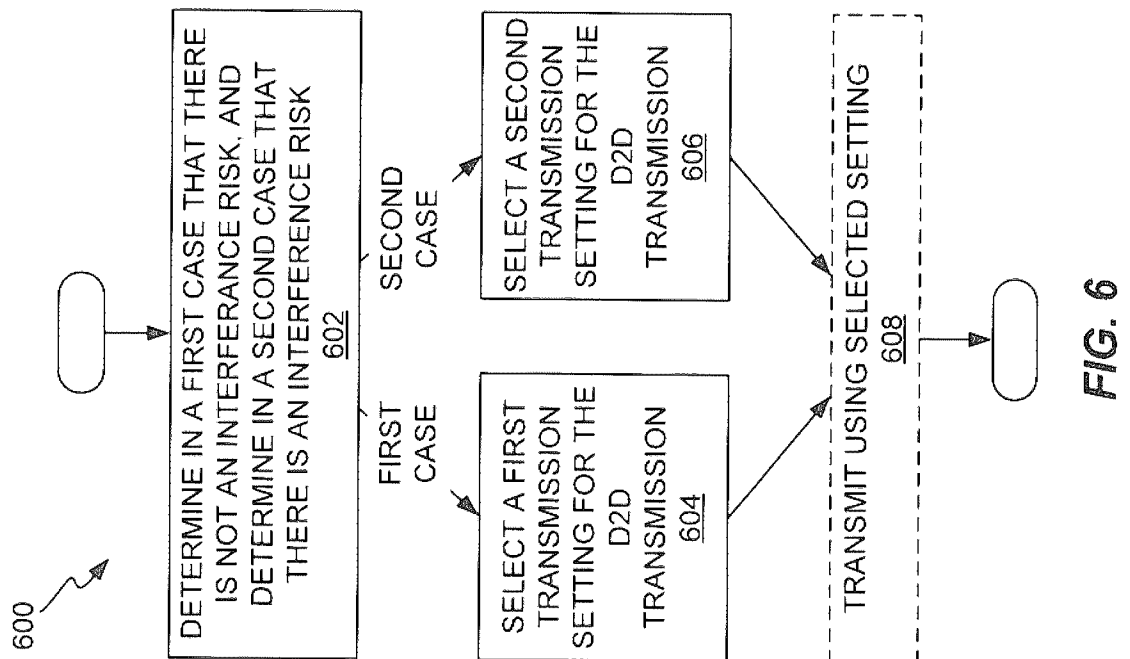 600
DETERMINE IN A FIRST CASE THAT THERE
IS NOT AN INTERFERANCE RISK, AND
DETERMINE IN A SECOND CASE THAT
THERE IS AN INTERFERENCE RISK
602
FIRST
CASE
SECOND
CASE
SELECT A FIRST
TRANSMISSION
SETTING FOR THE
D2D
TRANSMISSION
604
SELECT A SECOND
TRANSMISSION
SETTING FOR THE
D2D
TRANSMISSION
606
TRANSMIT USING SELECTED SETTING
608
FIG. 6